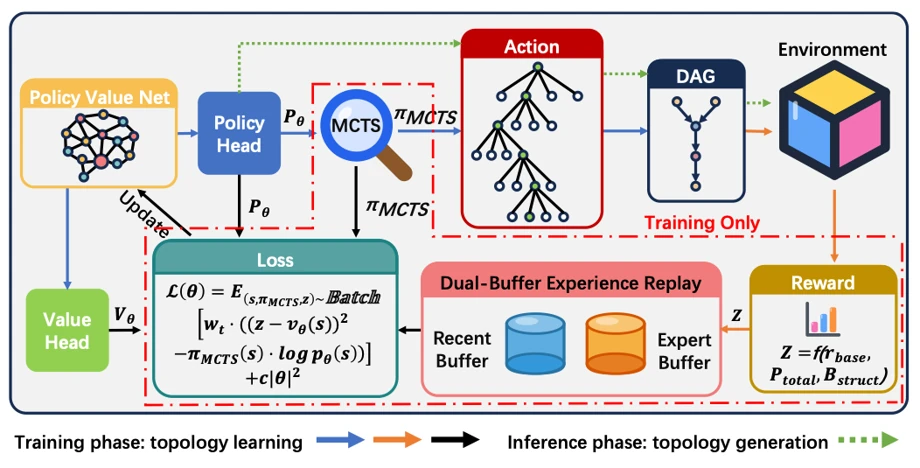 Action
Environment
DAG
Policy Value Net
Policy
Head
P_θ
MCTS
π_MCTS
P_θ
π_MCTS
Update
Training Only
Loss
ℒ(θ) = E_(s,π_MCTS,z)~𝔹𝕒𝕥𝕔𝕙
[w_t · ((z − v_θ(s))^2
−π_MCTS(s) · log p_θ(s))]
+c|θ|^2
Value
Head
V_θ
Dual-Buffer Experience Replay
Recent
Buffer
Expert
Buffer
Z
Reward
Z = f(r_base,
P_total, B_struct)
Training phase: topology learning
Inference phase: topology generation